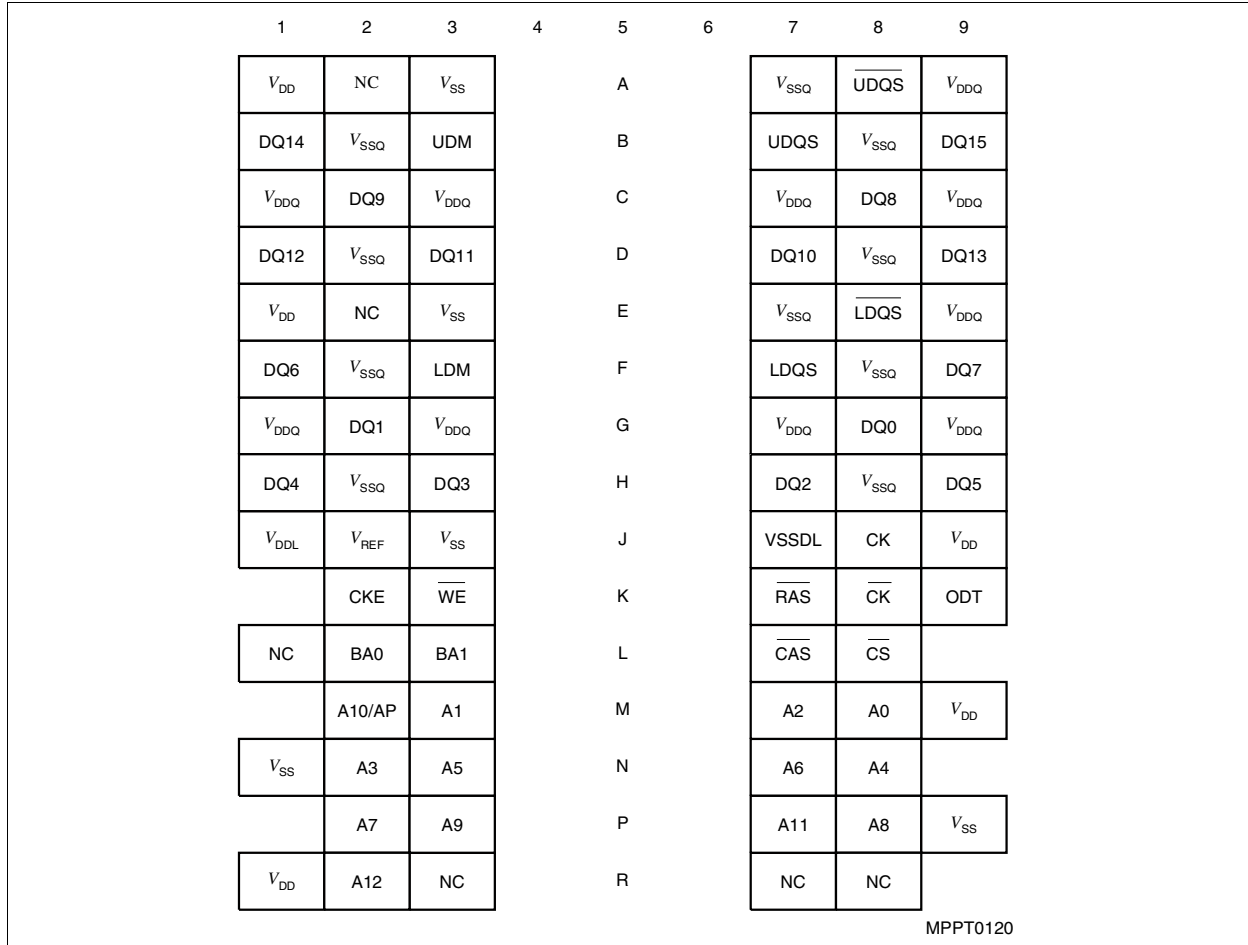 1 2 3 4 5 6 7 8 9
VDD NC VSS A VSSQ UDQS VDDQ
DQ14 VSSQ UDM B UDQS VSSQ DQ15
VDDQ DQ9 VDDQ C VDDQ DQ8 VDDQ
DQ12 VSSQ DQ11 D DQ10 VSSQ DQ13
VDD NC VSS E VSSQ LDQS VDDQ
DQ6 VSSQ LDM F LDQS VSSQ DQ7
VDDQ DQ1 VDDQ G VDDQ DQ0 VDDQ
DQ4 VSSQ DQ3 H DQ2 VSSQ DQ5
VDDL VREF VSS J VSSDL CK VDD
CKE WE K RAS CK ODT
NC BA0 BA1 L CAS CS
A10/AP A1 M A2 A0 VDD
VSS A3 A5 N A6 A4
A7 A9 P A11 A8 VSS
VDD A12 NC R NC NC
MPPT0120